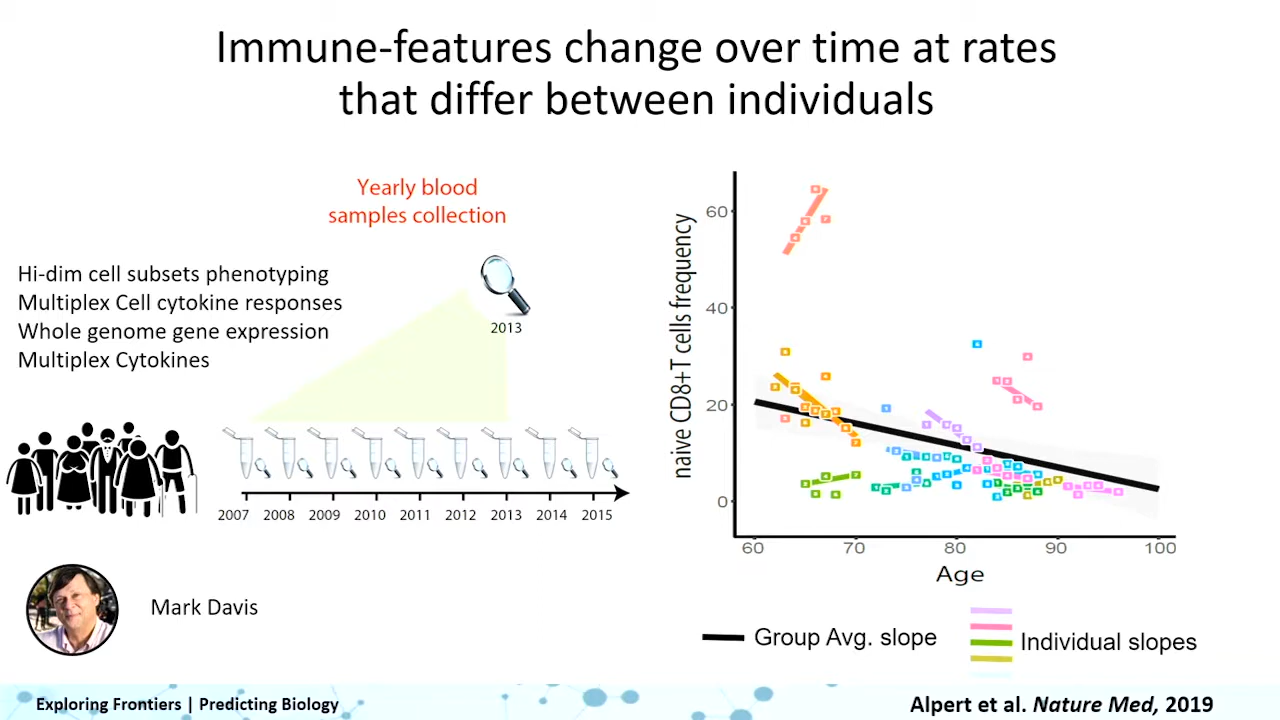 Immune-features change over time at rates
that differ between individuals
Yearly blood
samples collection
Hi-dim cell subsets phenotyping
Multiplex Cell cytokine responses
Whole genome gene expression
Multiplex Cytokines
2013
2007 2008 2009 2010 2011 2012 2013 2014 2015
Mark Davis
naive CD8+T cells frequency
60
40
20
0
60 70 80 90 100
Age
Group Avg. slope
Individual slopes
Exploring Frontiers | Predicting Biology
Alpert et al. Nature Med, 2019